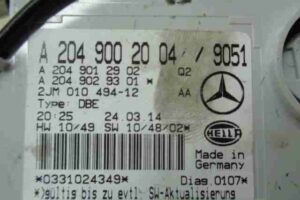 A 204 900 20 04 // 9051
A 204 901 29 02 Q2
A 204 902 93 01 *
2JM 010 494-12 AA
Type: DBE
20:25 24.03.14
HW 10/49 SW 10/48/02*
HELLA
Made in
Germany
*0331024349* Diag.0107*
*)gültig bis zu evtl. SW-Aktualisierung